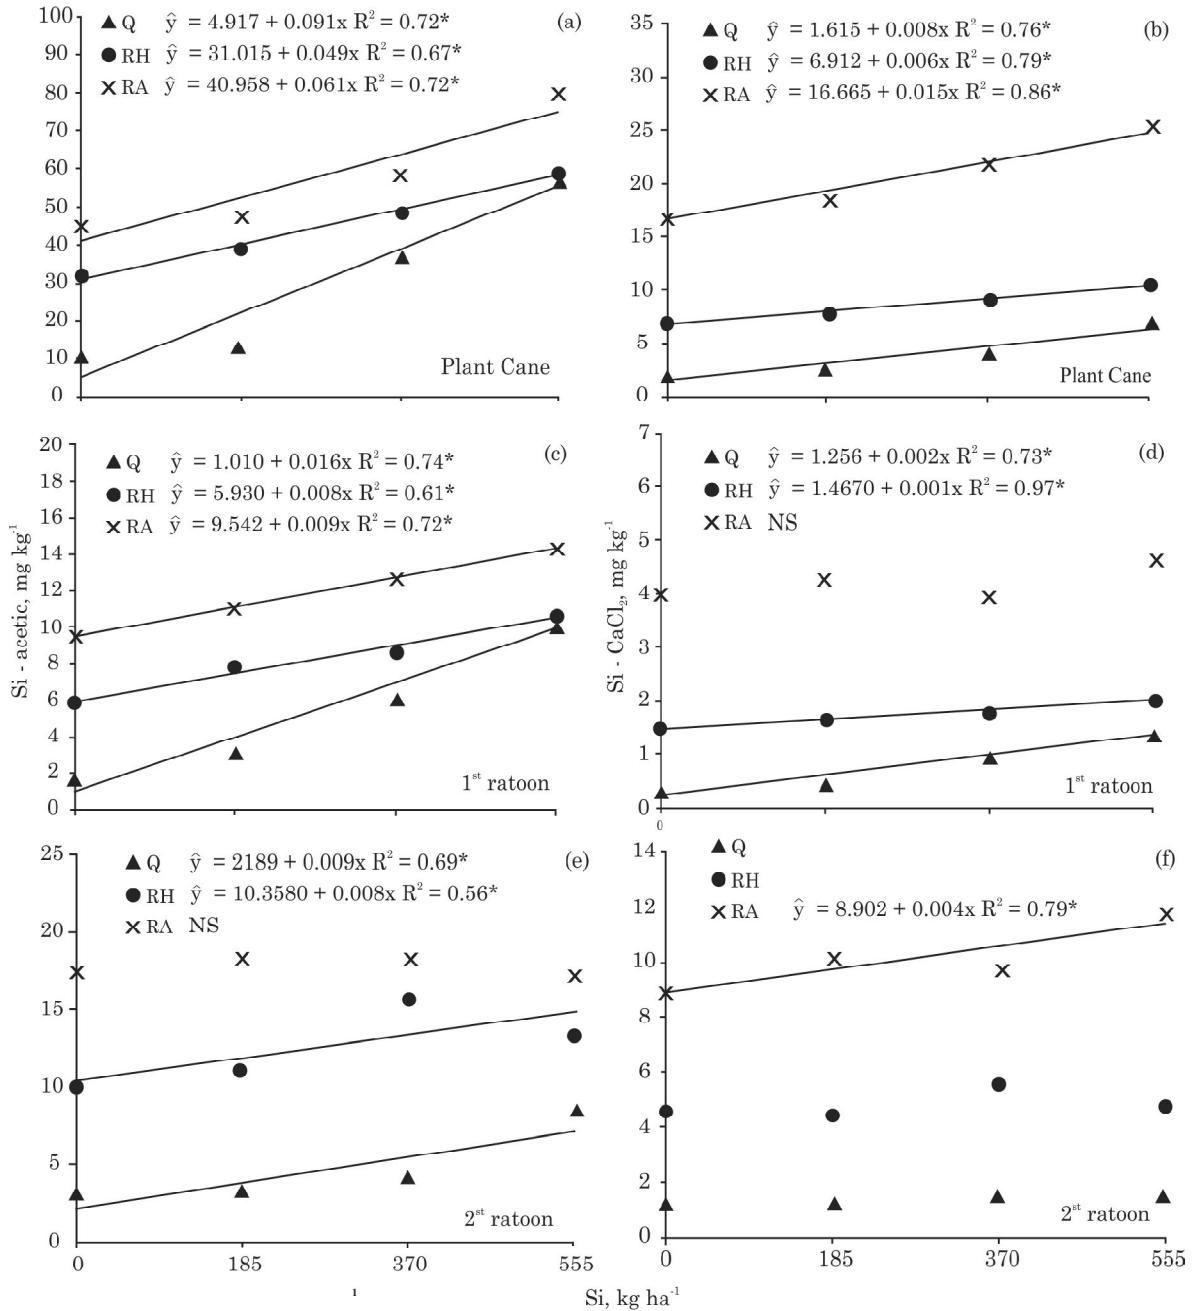 100
90
80
70
60
50
40
30
20
10
0
▲ Q ŷ = 4.917 + 0.091x R² = 0.72*
● RH ŷ = 31.015 + 0.049x R² = 0.67*
× RA ŷ = 40.958 + 0.061x R² = 0.72*
(a)
Plant Cane
35
30
25
20
15
10
5
0
▲ Q ŷ = 1.615 + 0.008x R² = 0.76*
● RH ŷ = 6.912 + 0.006x R² = 0.79*
× RA ŷ = 16.665 + 0.015x R² = 0.86*
(b)
Plant Cane
Si - acetic, mg kg⁻¹
20
18
16
14
12
10
8
6
4
2
0
▲ Q ŷ = 1.010 + 0.016x R² = 0.74*
● RH ŷ = 5.930 + 0.008x R² = 0.61*
× RA ŷ = 9.542 + 0.009x R² = 0.72*
(c)
1st ratoon
Si - CaCl₂, mg kg⁻¹
7
6
5
4
3
2
1
0
▲ Q ŷ = 1.256 + 0.002x R² = 0.73*
● RH ŷ = 1.4670 + 0.001x R² = 0.97*
× RA NS
(d)
1st ratoon
0
25
20
15
10
5
0
▲ Q ŷ = 2189 + 0.009x R² = 0.69*
● RH ŷ = 10.3580 + 0.008x R² = 0.56*
× RA NS
(e)
2st ratoon
0 185 370 555
14
12
10
8
6
4
2
0
▲ Q
● RH
× RA ŷ = 8.902 + 0.004x R² = 0.79*
(f)
2st ratoon
0 185 370 555
Si, kg ha⁻¹